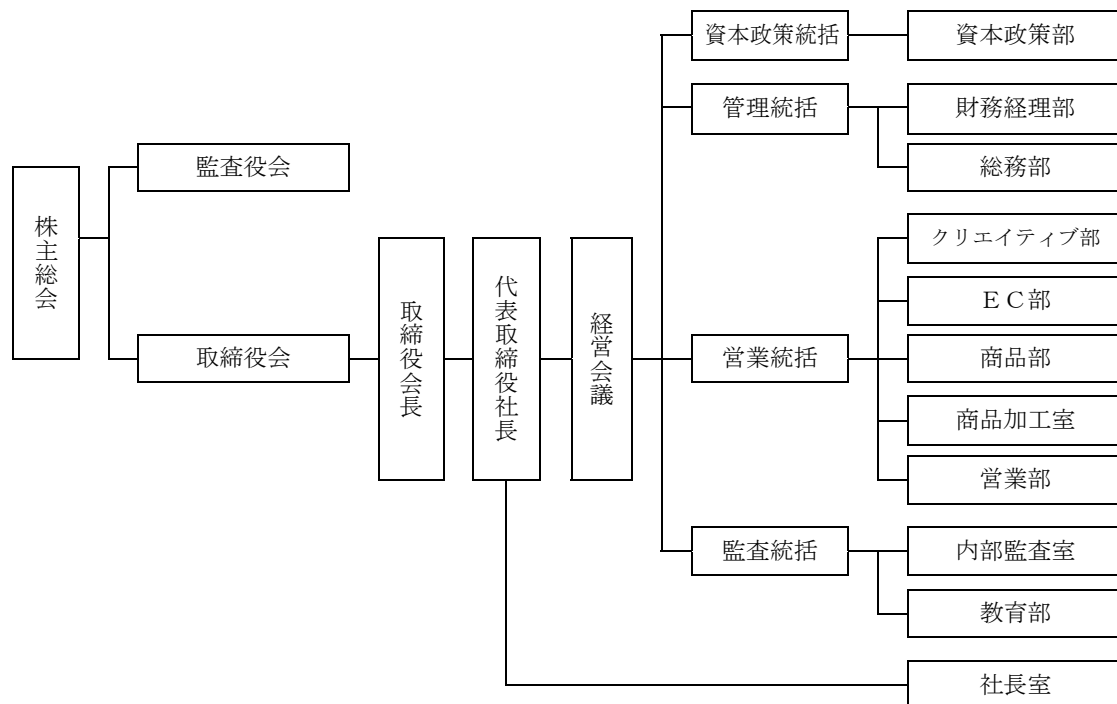 株主総会
監査役会
取締役会
取締役会長
代表取締役社長
経営会議
資本政策統括
資本政策部
管理統括
財務経理部
総務部
営業統括
クリエイティブ部
ＥＣ部
商品部
商品加工室
営業部
監査統括
内部監査室
教育部
社長室